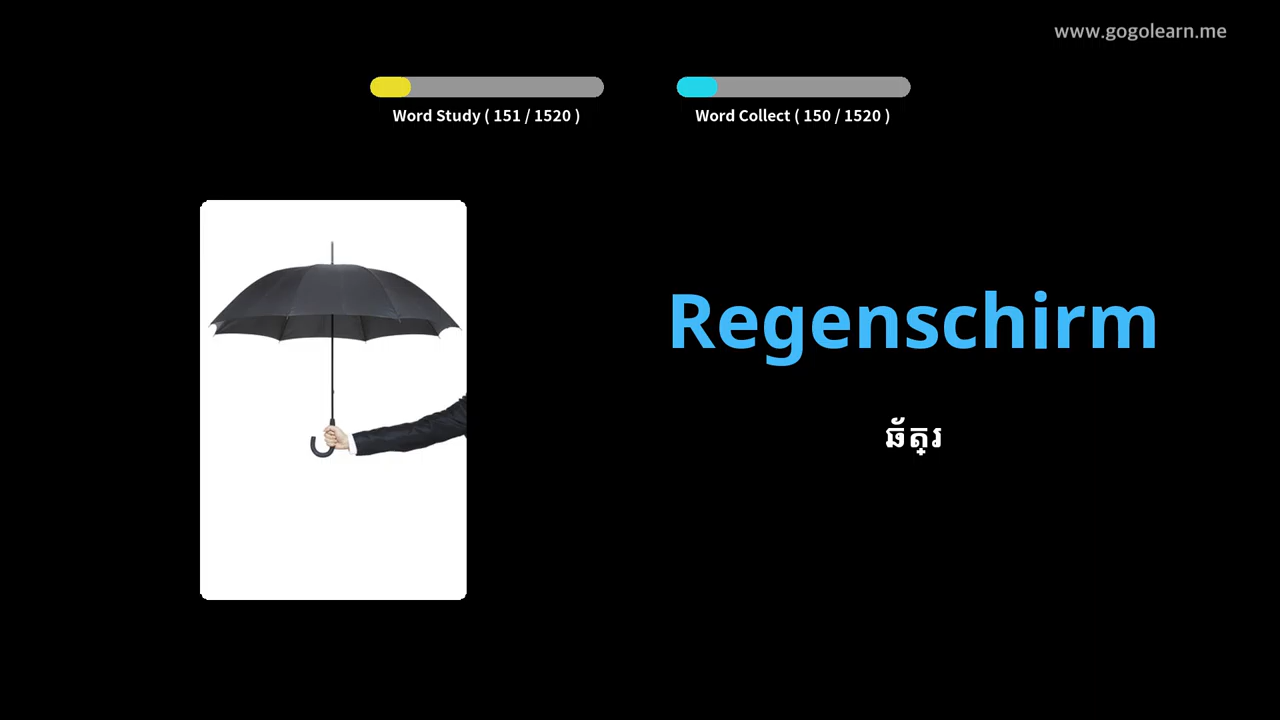 www.gogolearn.me
Word Study ( 151 / 1520 )
Word Collect ( 150 / 1520 )
Regenschirm
ឆ័ត្រ